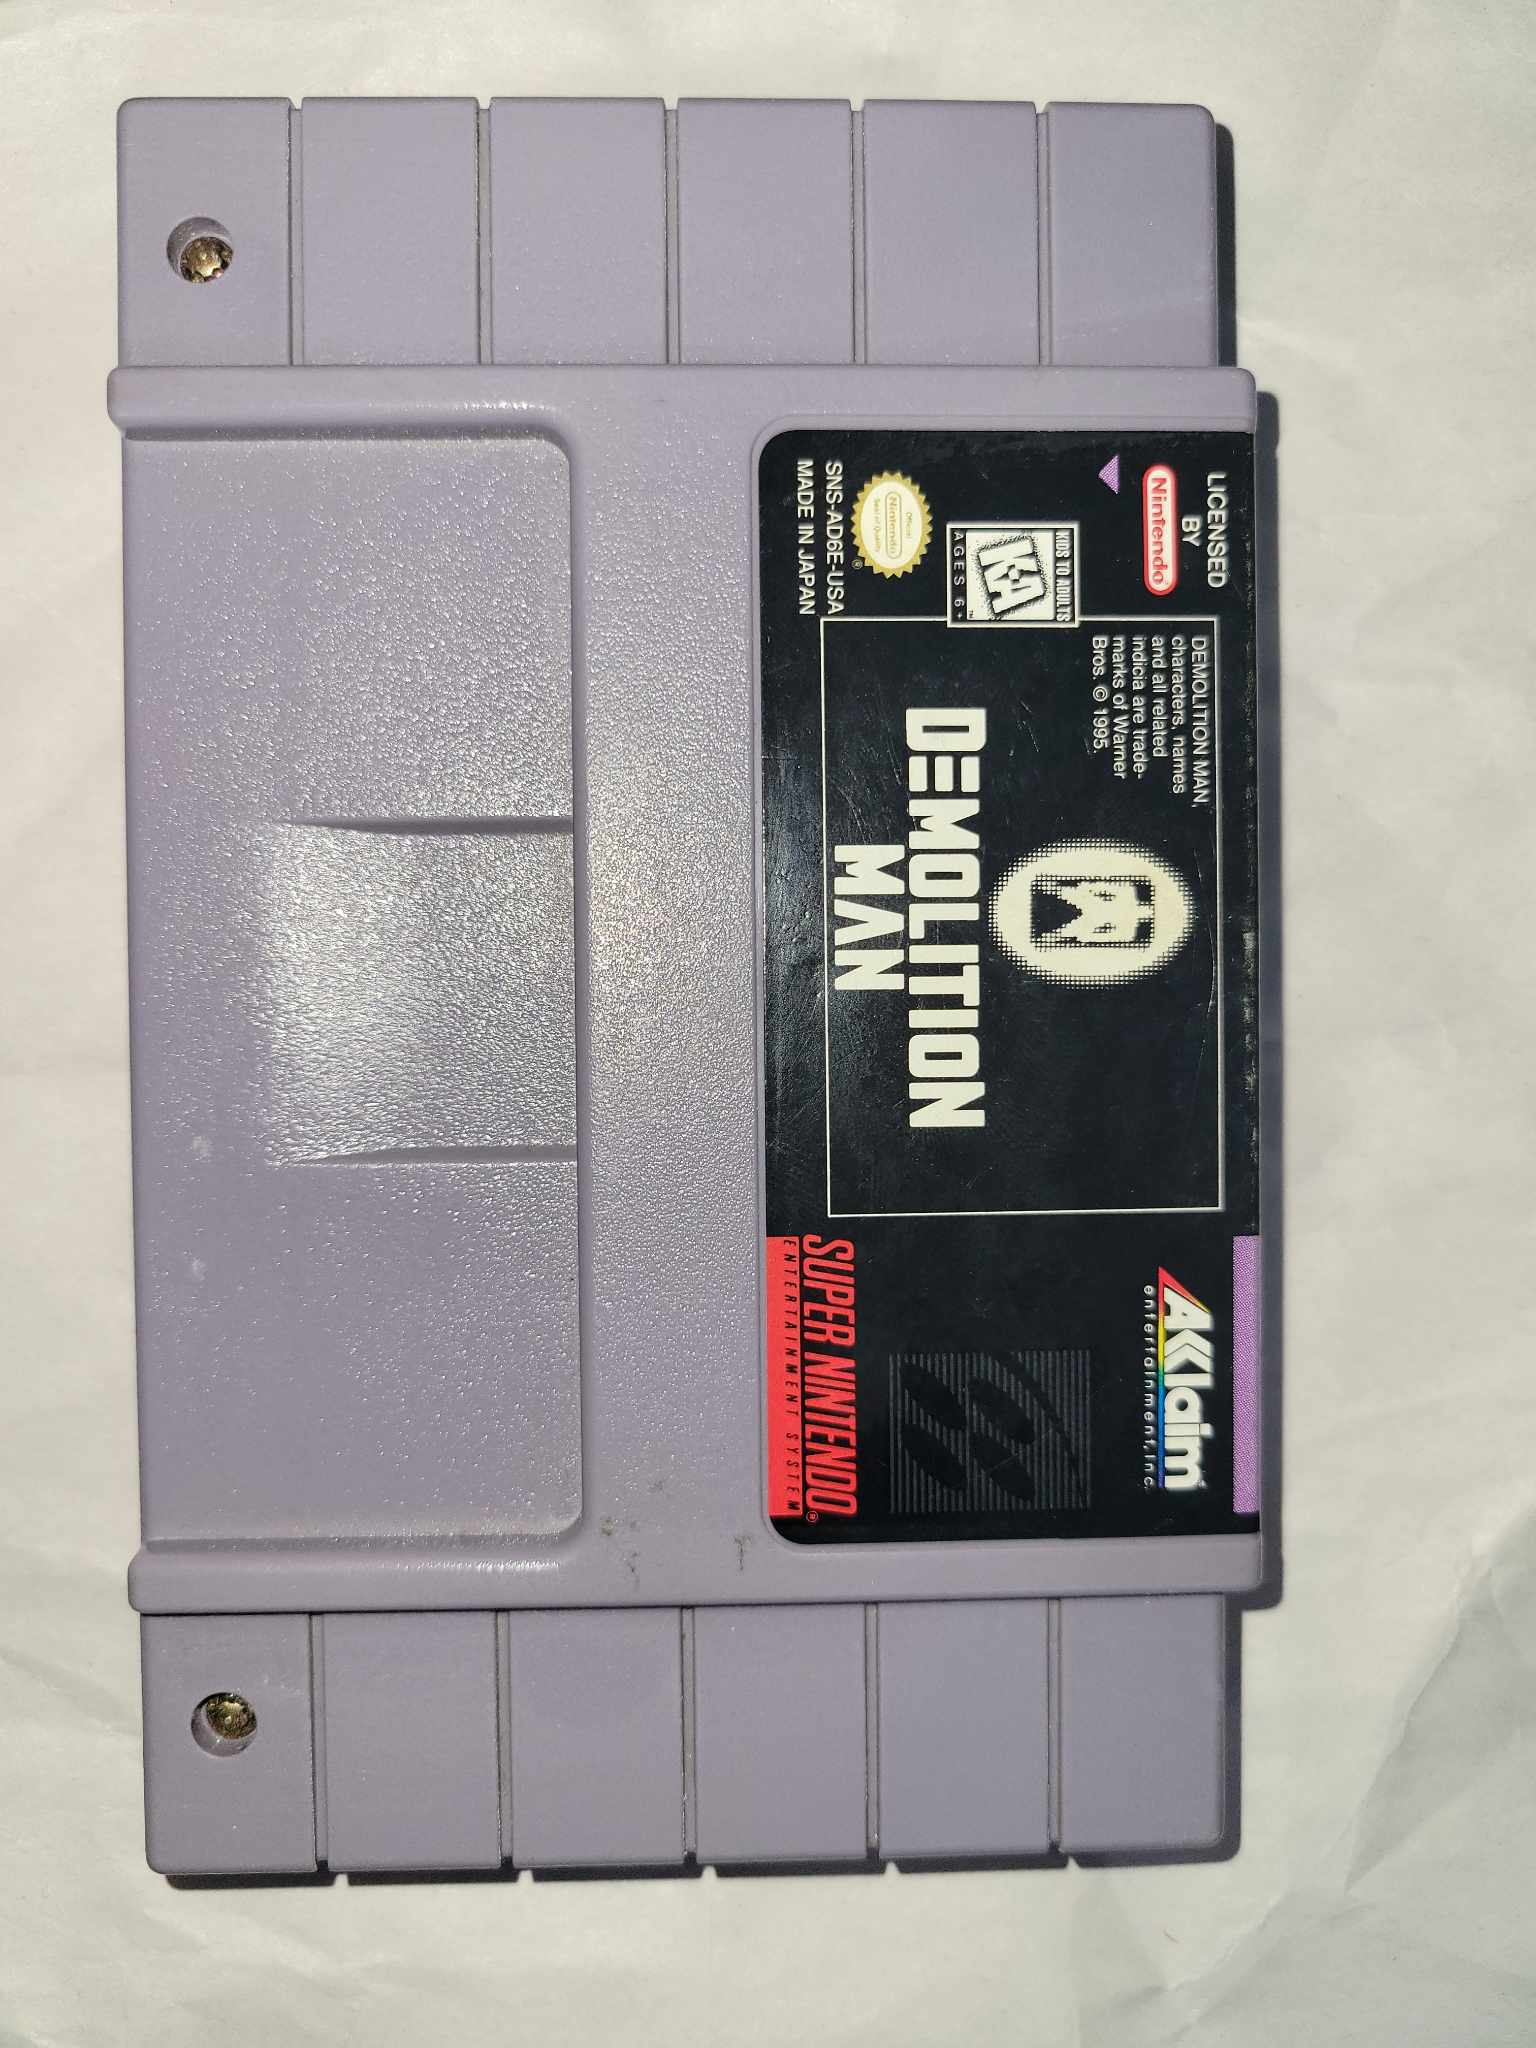 LICENSED
BY
Nintendo®
KIDS TO ADULTS
K-A
AGES 6+
™
Official
Nintendo
Seal of Quality
®
SNS-AD6E-USA
MADE IN JAPAN
DEMOLITION MAN,
characters, names
and all related
indicia are trade-
marks of Warner
Bros. © 1995.
DEMOLITION
MAN
AKKlaim®
entertainment, inc.
SUPER NINTENDO®
ENTERTAINMENT SYSTEM